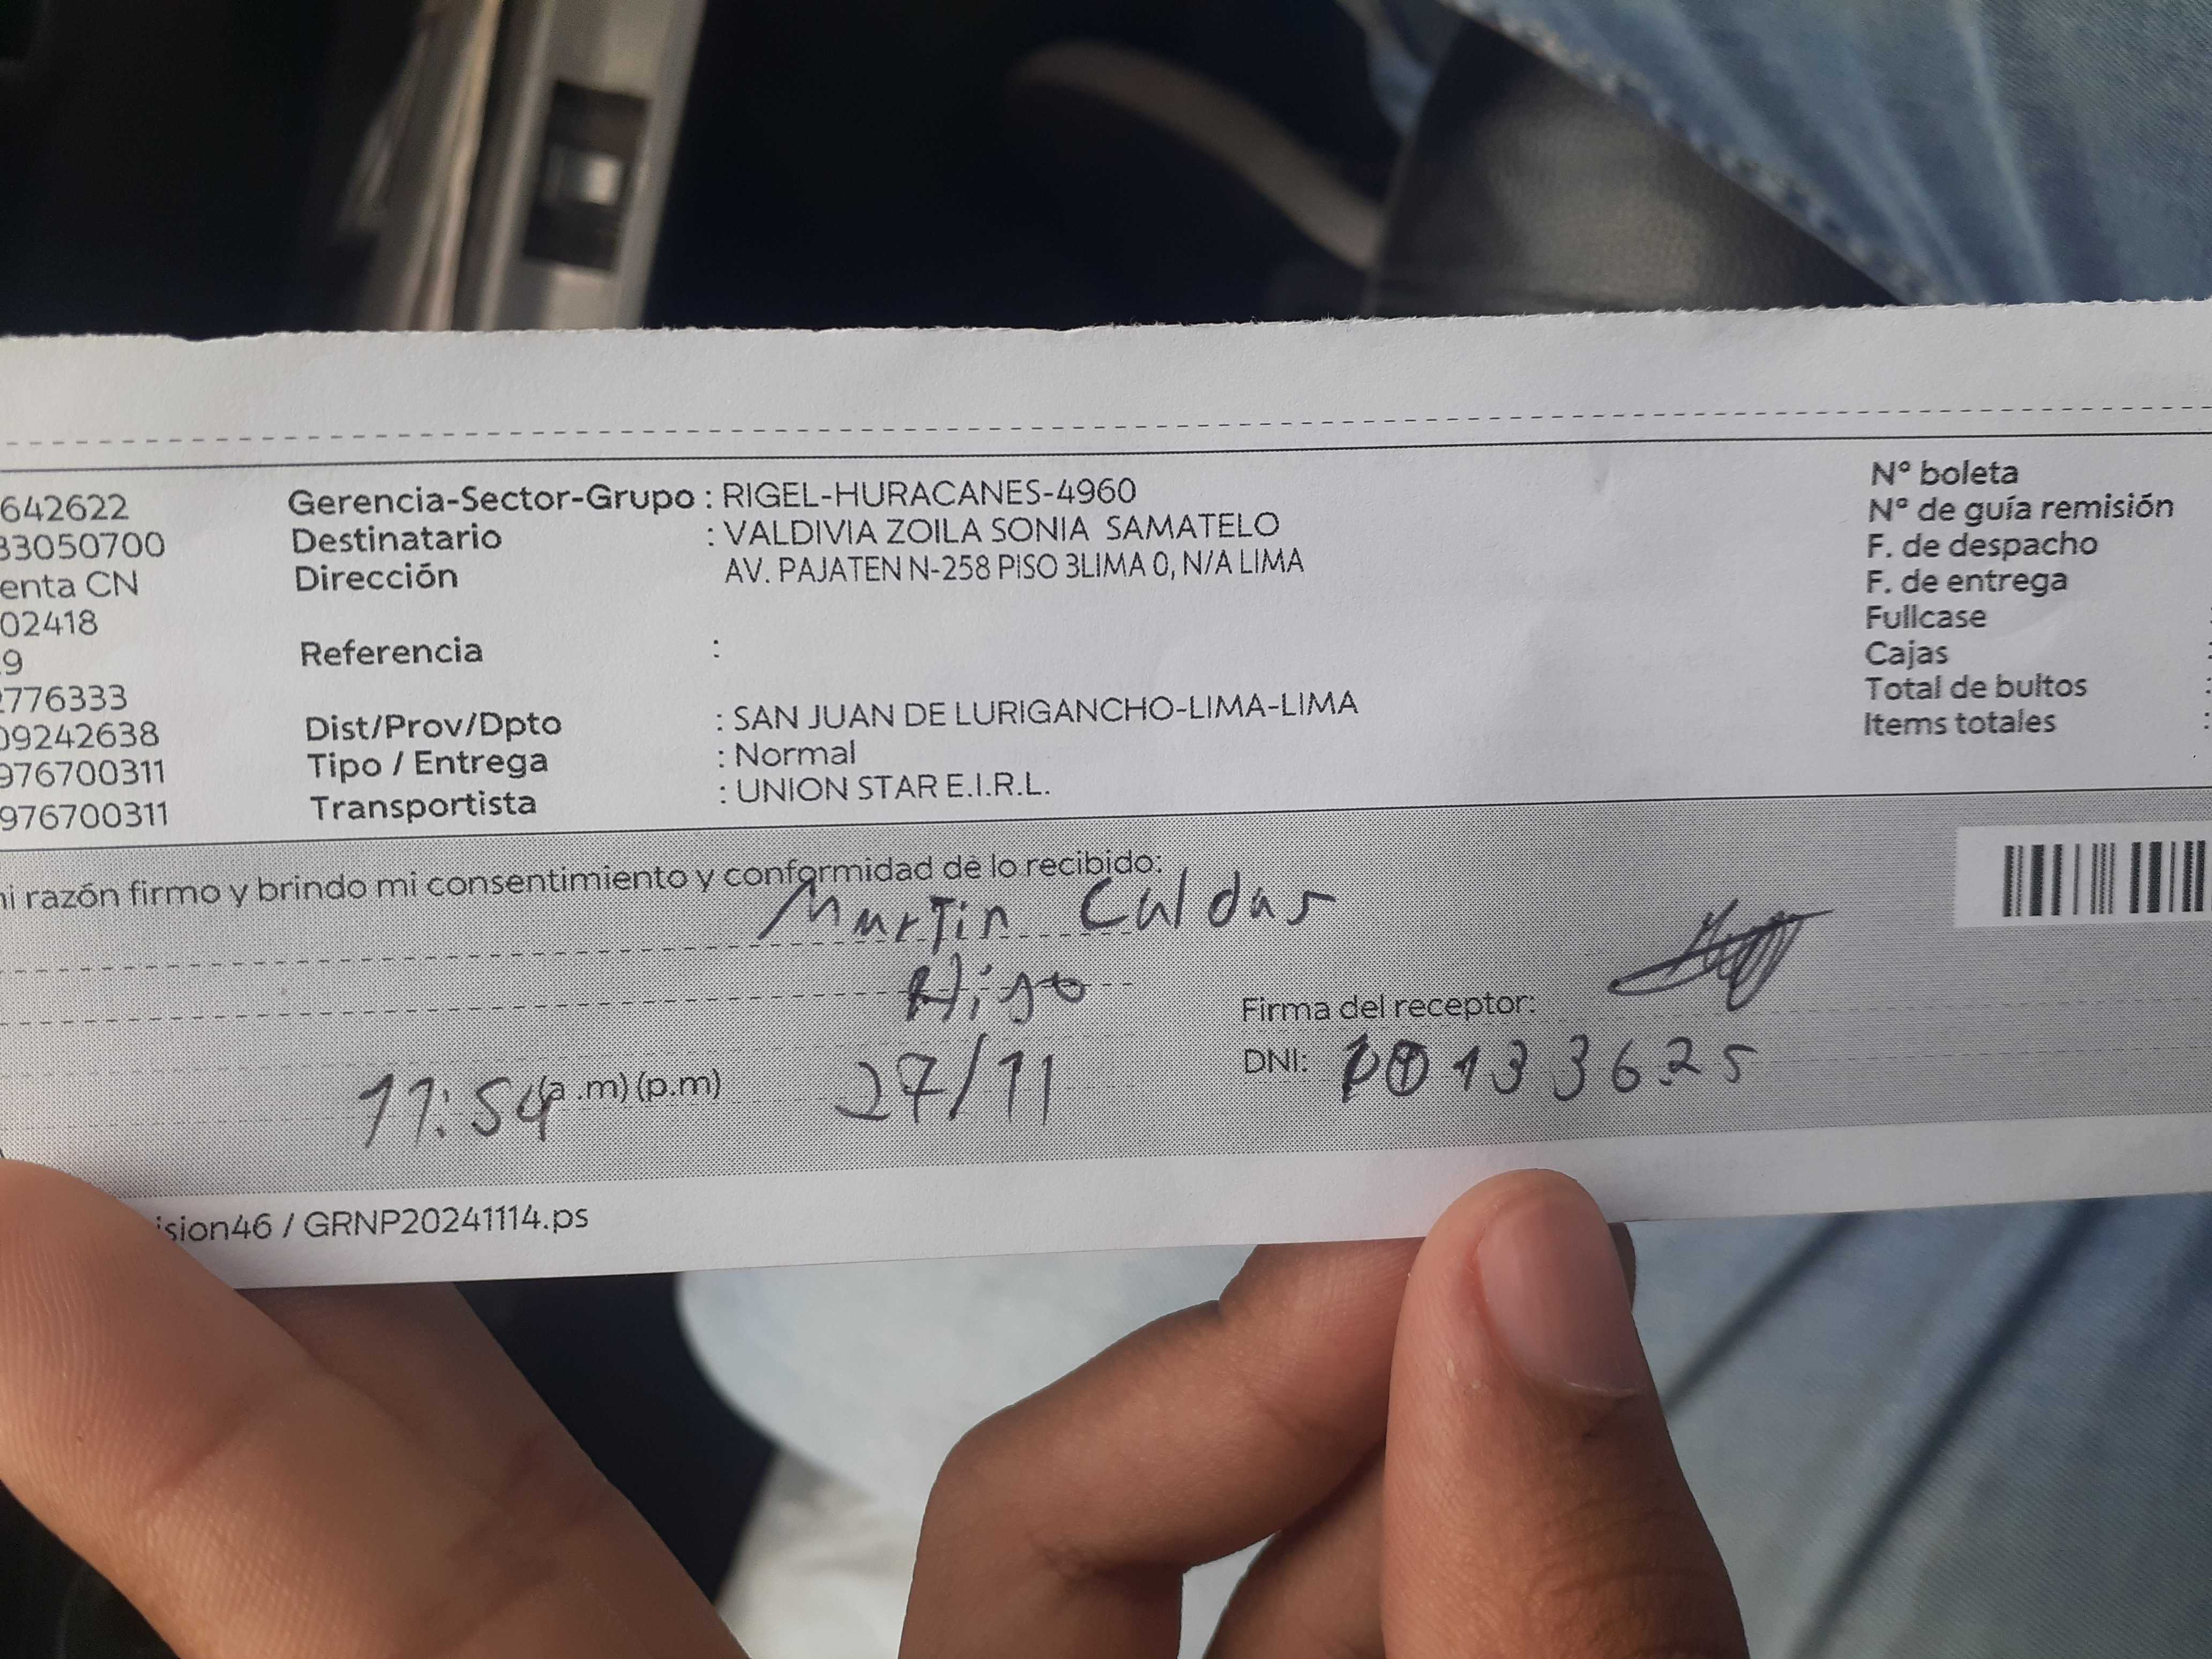 642622
33050700
enta CN
02418
9
2776333
09242638
976700311
976700311
Gerencia-Sector-Grupo : RIGEL-HURACANES-4960
Destinatario : VALDIVIA ZOILA SONIA SAMATELO
Dirección AV. PAJATEN N-258 PISO 3LIMA 0, N/A LIMA
Referencia :
Dist/Prov/Dpto : SAN JUAN DE LURIGANCHO-LIMA-LIMA
Tipo / Entrega : Normal
Transportista : UNION STAR E.I.R.L.
N° boleta
N° de guía remisión
F. de despacho
F. de entrega
Fullcase
Cajas :
Total de bultos :
Items totales :
ni razón firmo y brindo mi consentimiento y conformidad de lo recibido:
Martin Caldas
Hijo
Firma del receptor:
11:54 (a.m) (p.m) 27/11 DNI: 133625
ision46 / GRNP20241114.ps